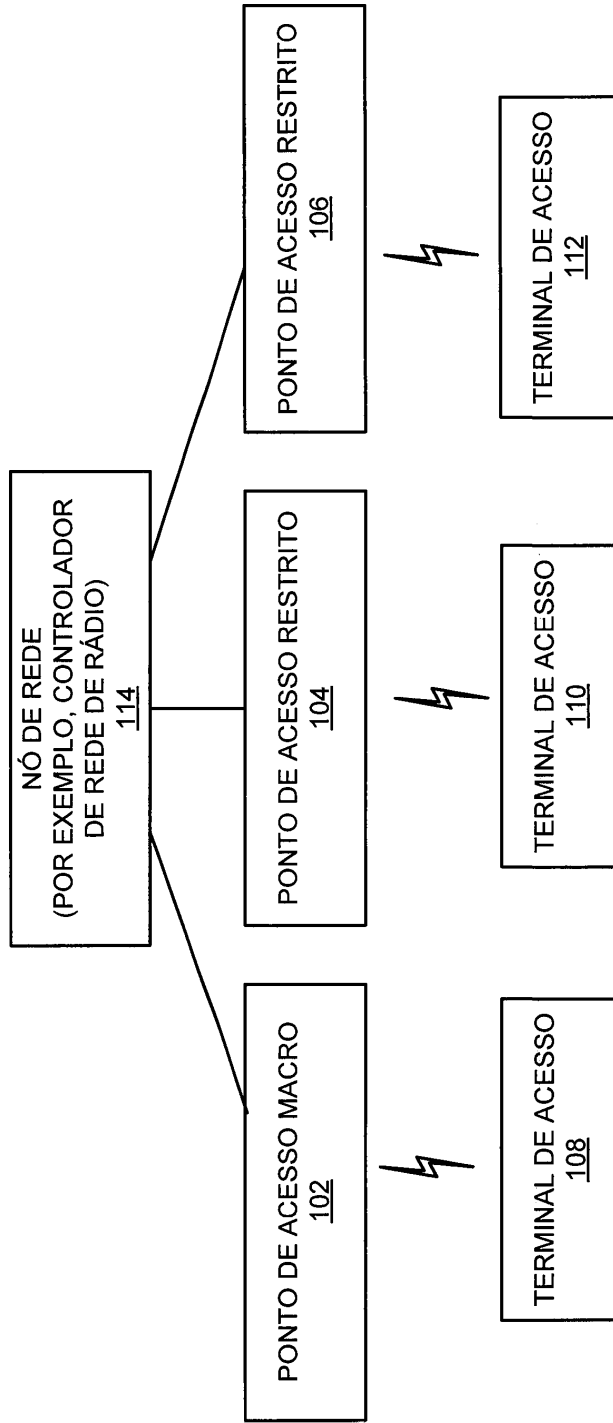 NÓ DE REDE
(POR EXEMPLO, CONTROLADOR
DE REDE DE RÁDIO)
114
PONTO DE ACESSO MACRO
102
PONTO DE ACESSO RESTRITO
104
PONTO DE ACESSO RESTRITO
106
TERMINAL DE ACESSO
108
TERMINAL DE ACESSO
110
TERMINAL DE ACESSO
112